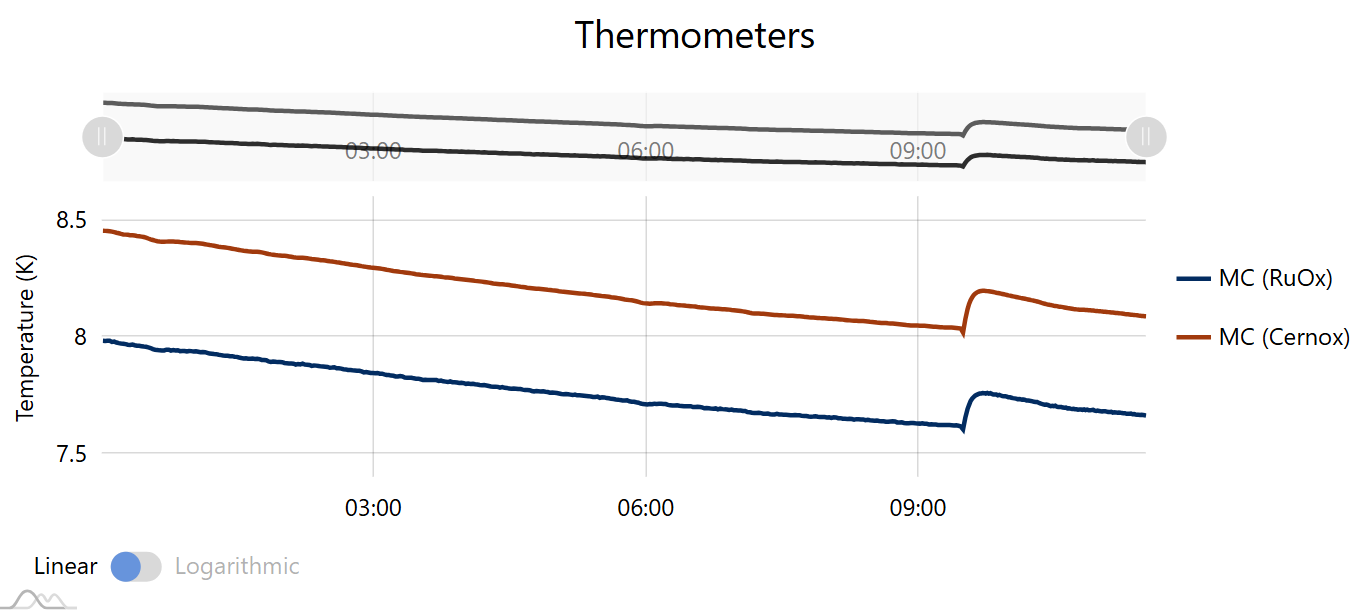 Thermometers
03:00 06:00 09:00
8.5
8
7.5
Temperature (K)
03:00 06:00 09:00
MC (RuOx)
MC (Cernox)
Linear Logarithmic